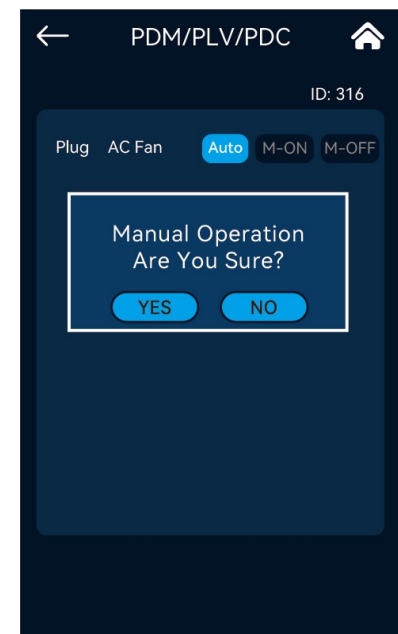 PDM/PLV/PDC
ID: 316
Plug AC Fan Auto M-ON M-OFF
Manual Operation
Are You Sure?
YES NO